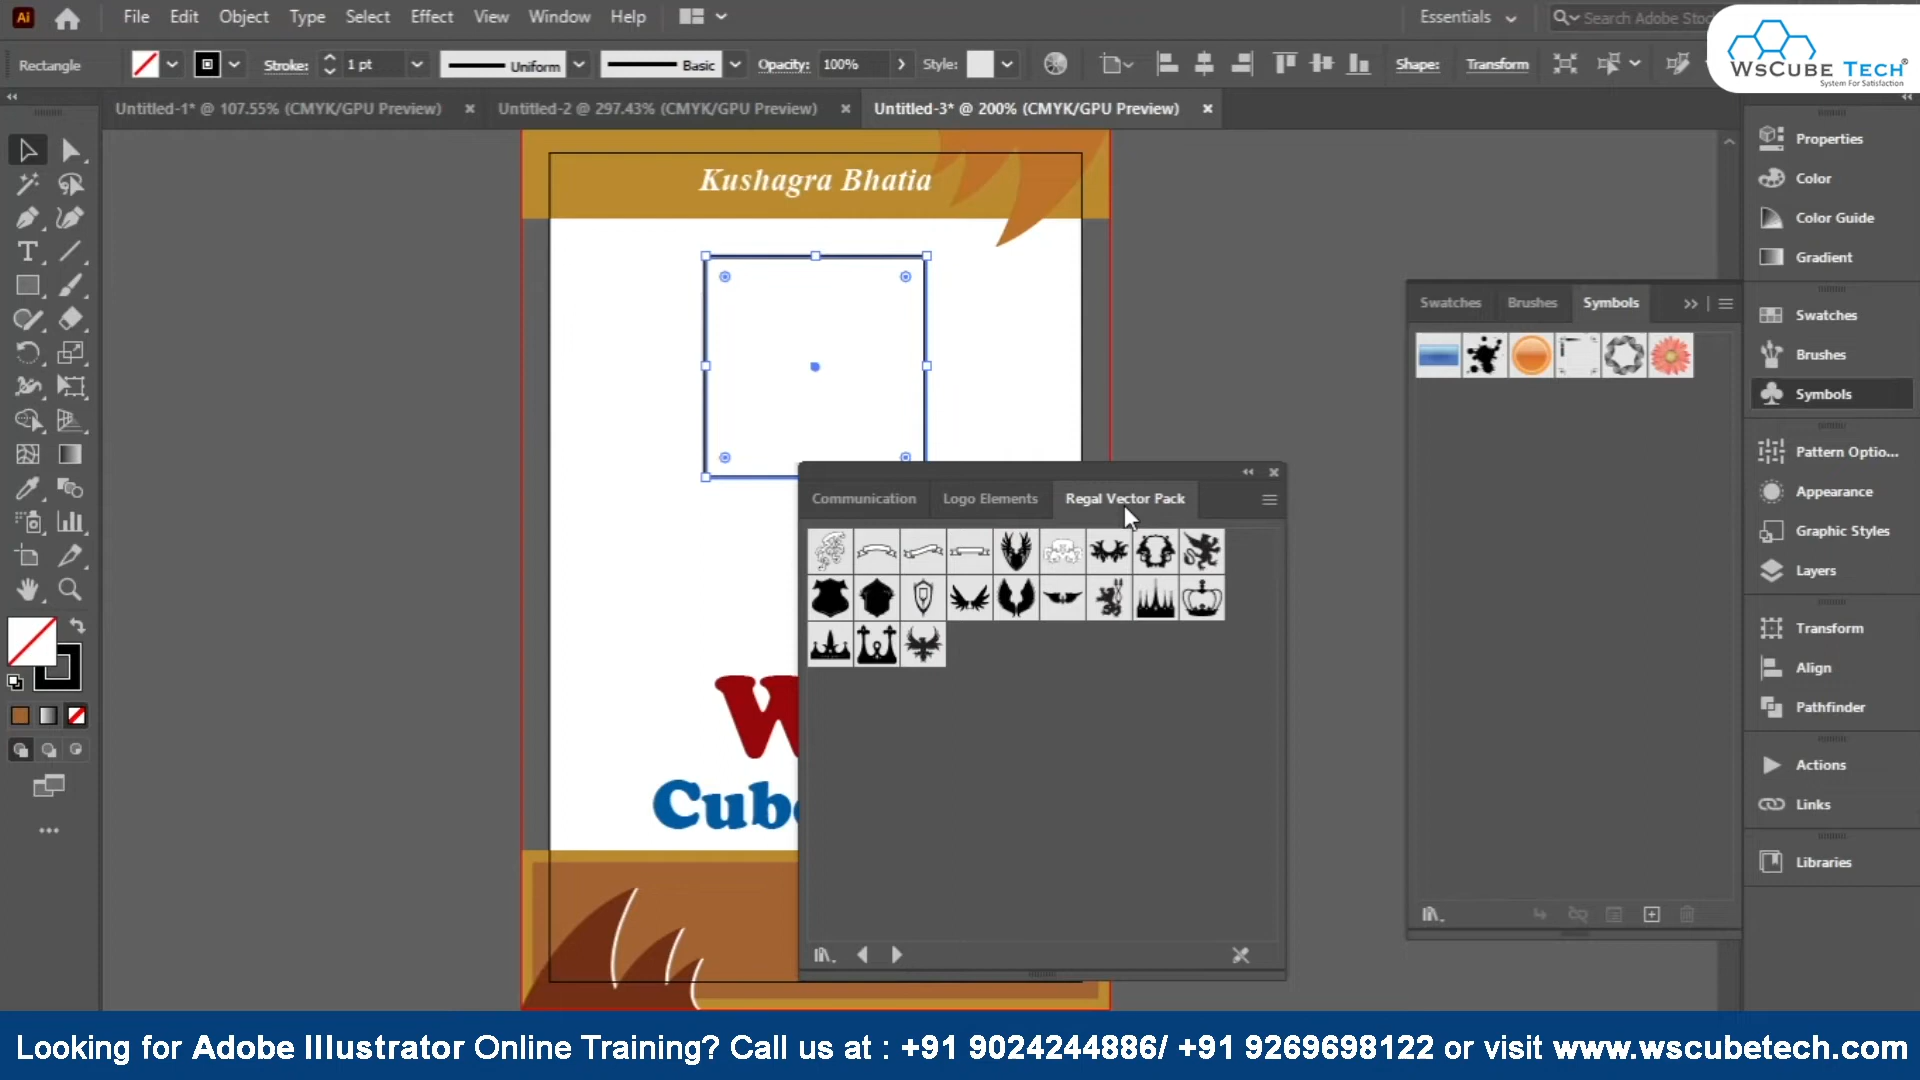 Ai File Edit Object Type Select Effect View Window Help Essentials Search Adobe Stoc
WsCube Tech®
System For Satisfaction
Rectangle Stroke: 1 pt Uniform Basic Opacity: 100% Style: Shape: Transform
Untitled-1* @ 107.55% (CMYK/GPU Preview) × Untitled-2 @ 297.43% (CMYK/GPU Preview) × Untitled-3* @ 200% (CMYK/GPU Preview) ×
Kushagra Bhatia
W
Cub
Communication Logo Elements Regal Vector Pack
Swatches Brushes Symbols
Properties
Color
Color Guide
Gradient
Swatches
Brushes
Symbols
Pattern Optio...
Appearance
Graphic Styles
Layers
Transform
Align
Pathfinder
Actions
Links
Libraries
Looking for Adobe Illustrator Online Training? Call us at : +91 9024244886/ +91 9269698122 or visit www.wscubetech.com